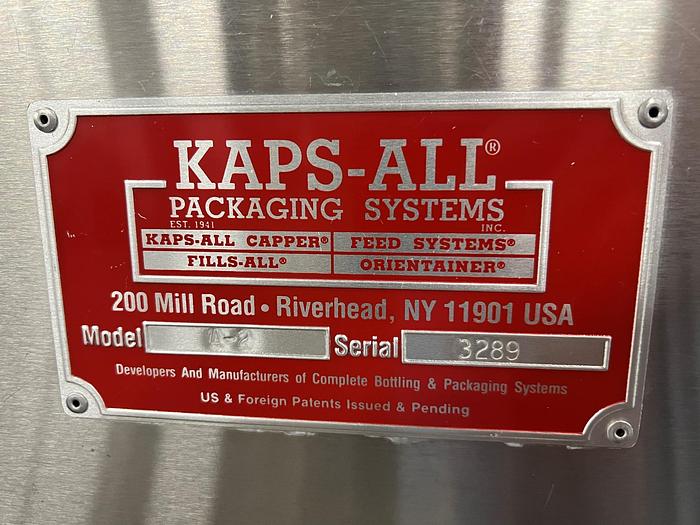 KAPS-ALL®
PACKAGING SYSTEMS
EST. 1941 INC.
KAPS-ALL CAPPER® FEED SYSTEMS®
FILLS-ALL® ORIENTAINER®
200 Mill Road • Riverhead, NY 11901 USA
Model A-2 Serial 3289
Developers And Manufacturers of Complete Bottling & Packaging Systems
US & Foreign Patents Issued & Pending